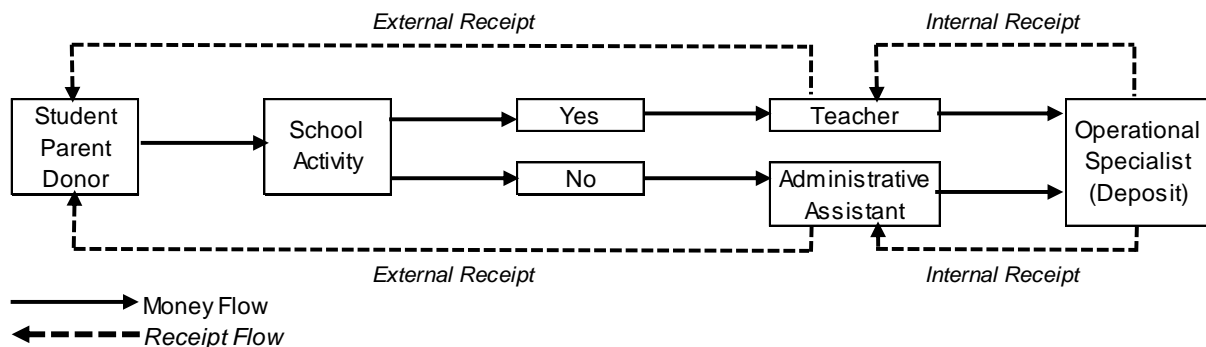 External Receipt
Internal Receipt
Student
Parent
Donor
School
Activity
Yes
No
Teacher
Administrative
Assistant
Operational
Specialist
(Deposit)
External Receipt
Internal Receipt
Money Flow
Receipt Flow